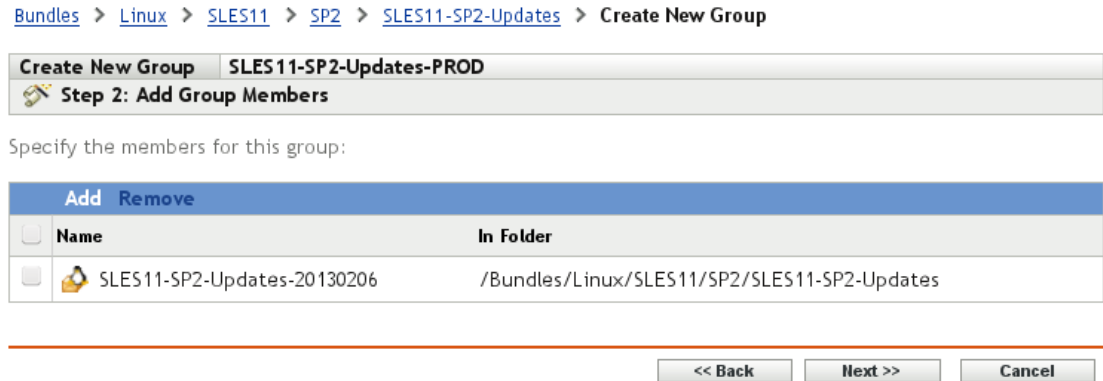 Bundles > Linux > SLES11 > SP2 > SLES11-SP2-Updates > Create New Group
Create New Group SLES11-SP2-Updates-PROD
Step 2: Add Group Members
Specify the members for this group:
Add Remove
Name In Folder
SLES11-SP2-Updates-20130206 /Bundles/Linux/SLES11/SP2/SLES11-SP2-Updates
<< Back Next >> Cancel